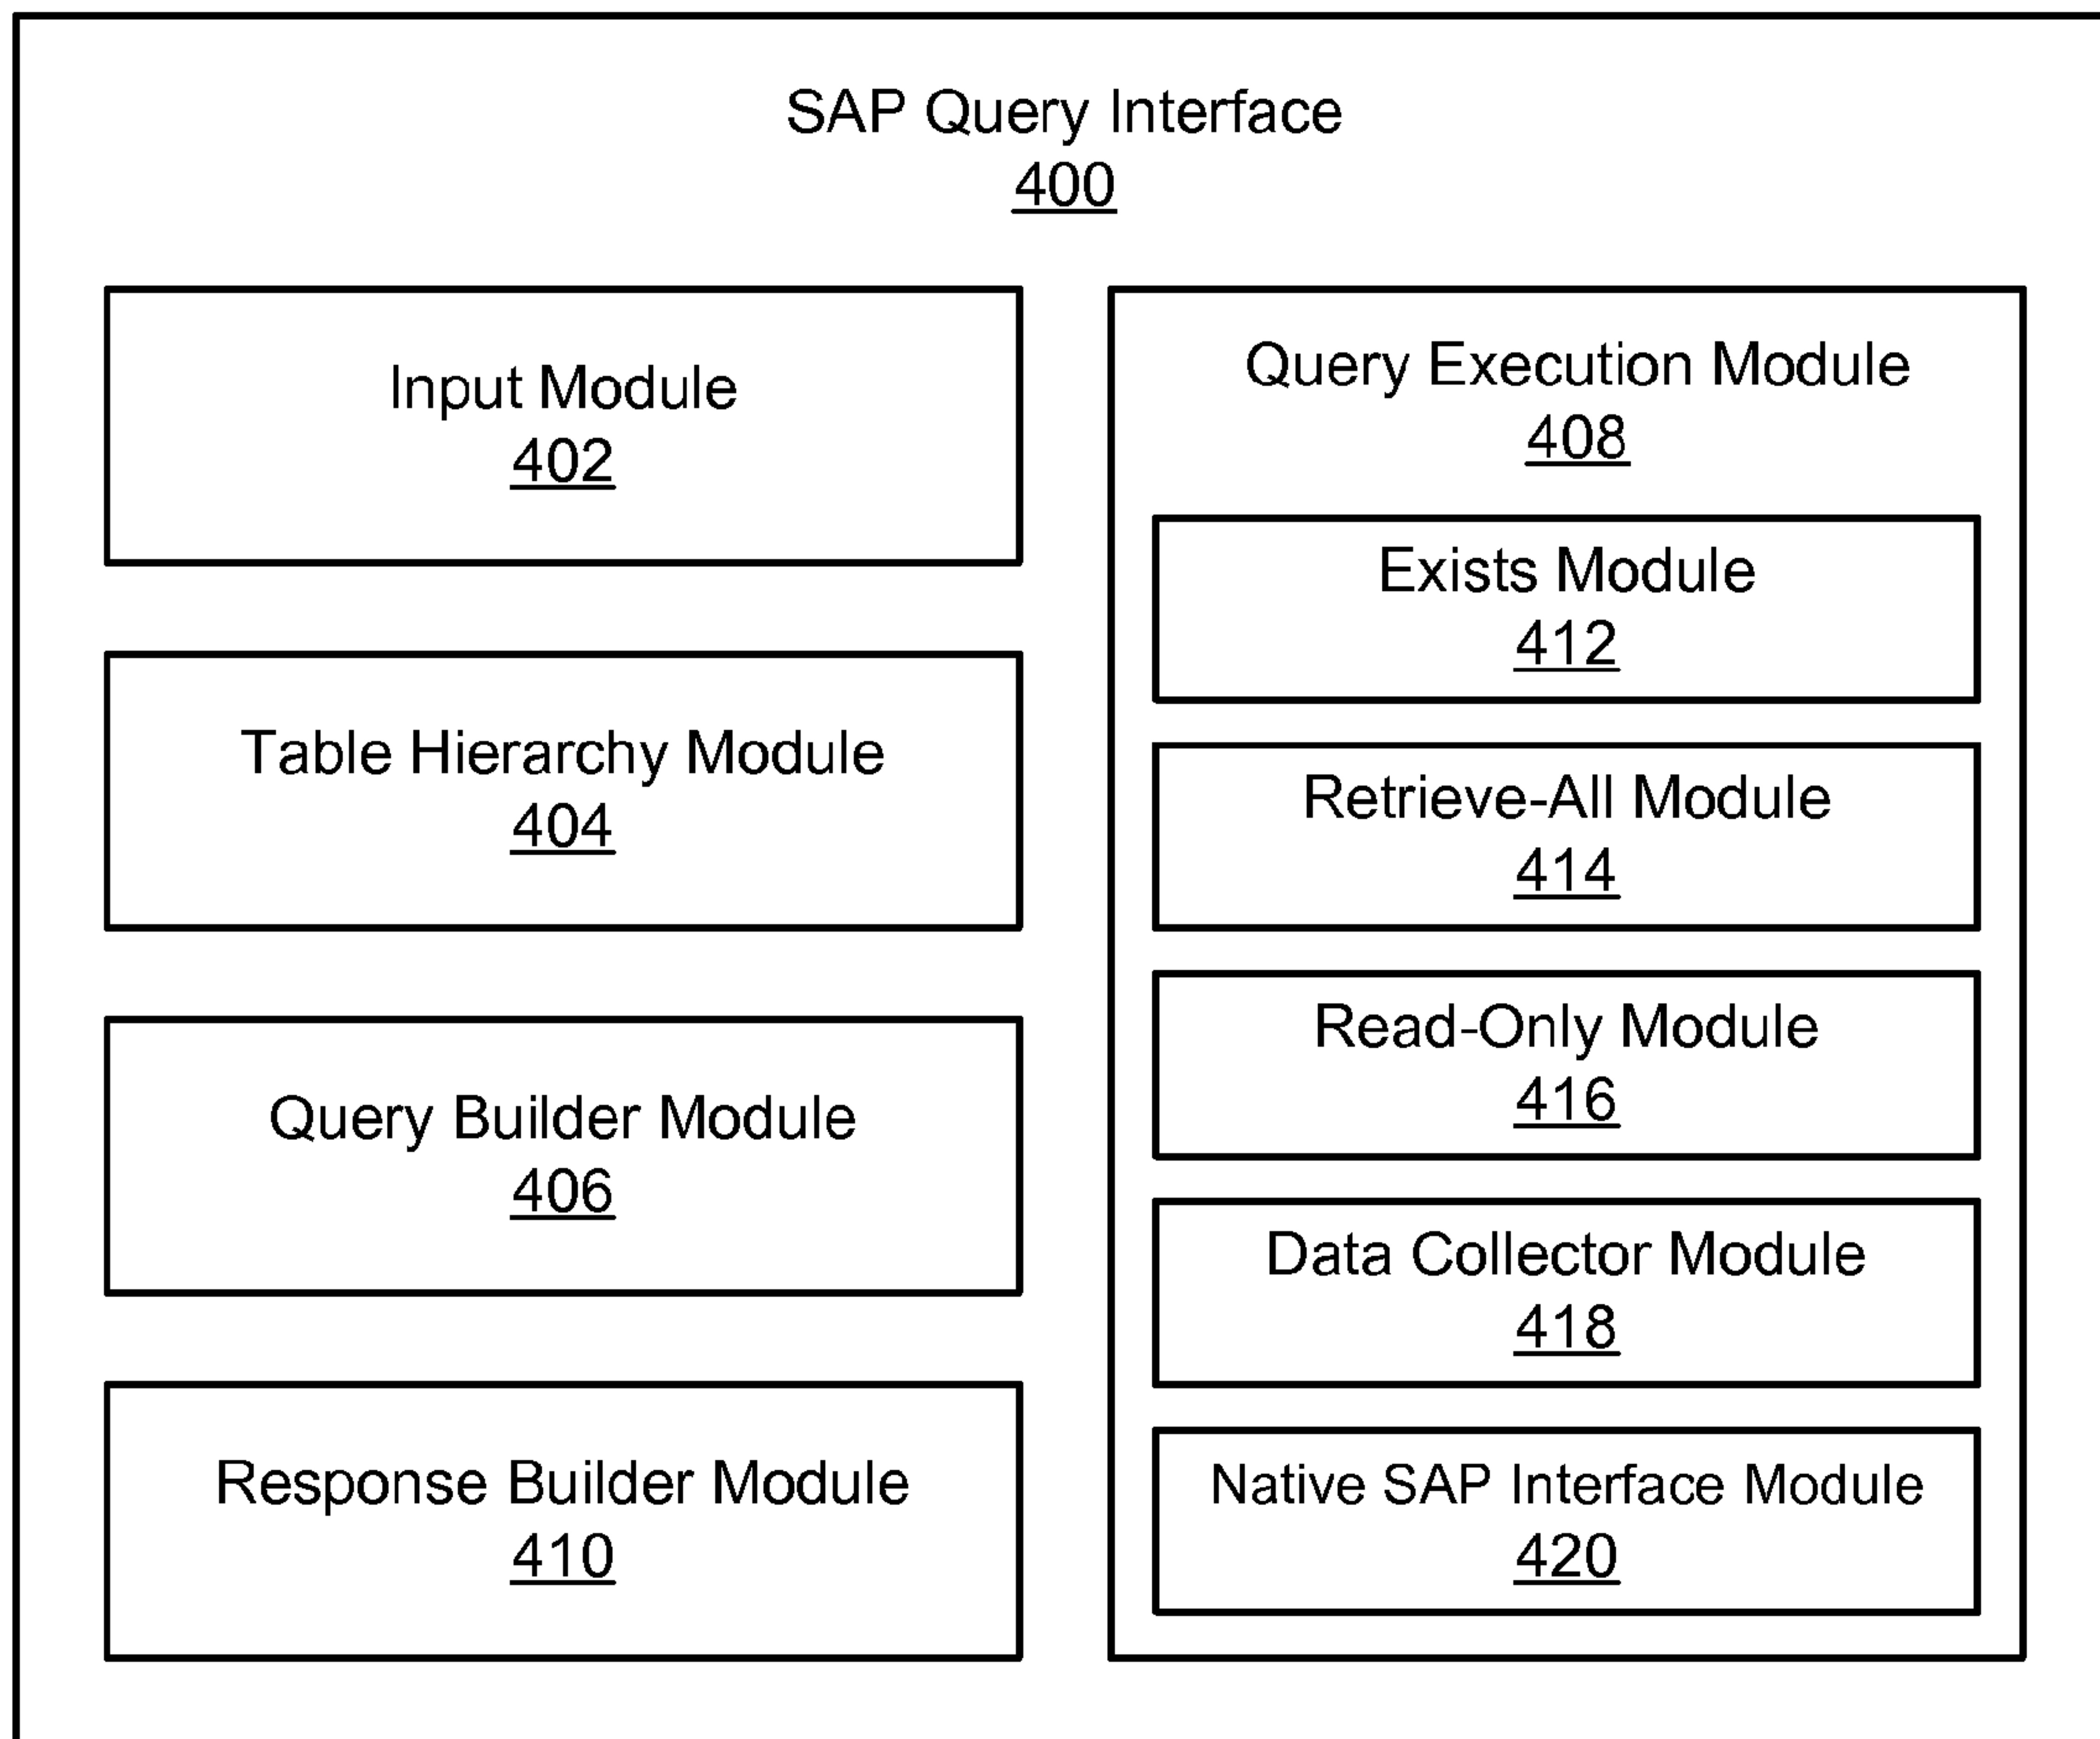 SAP Query Interface
400
Input Module
402
Table Hierarchy Module
404
Query Builder Module
406
Response Builder Module
410
Query Execution Module
408
Exists Module
412
Retrieve-All Module
414
Read-Only Module
416
Data Collector Module
418
Native SAP Interface Module
420